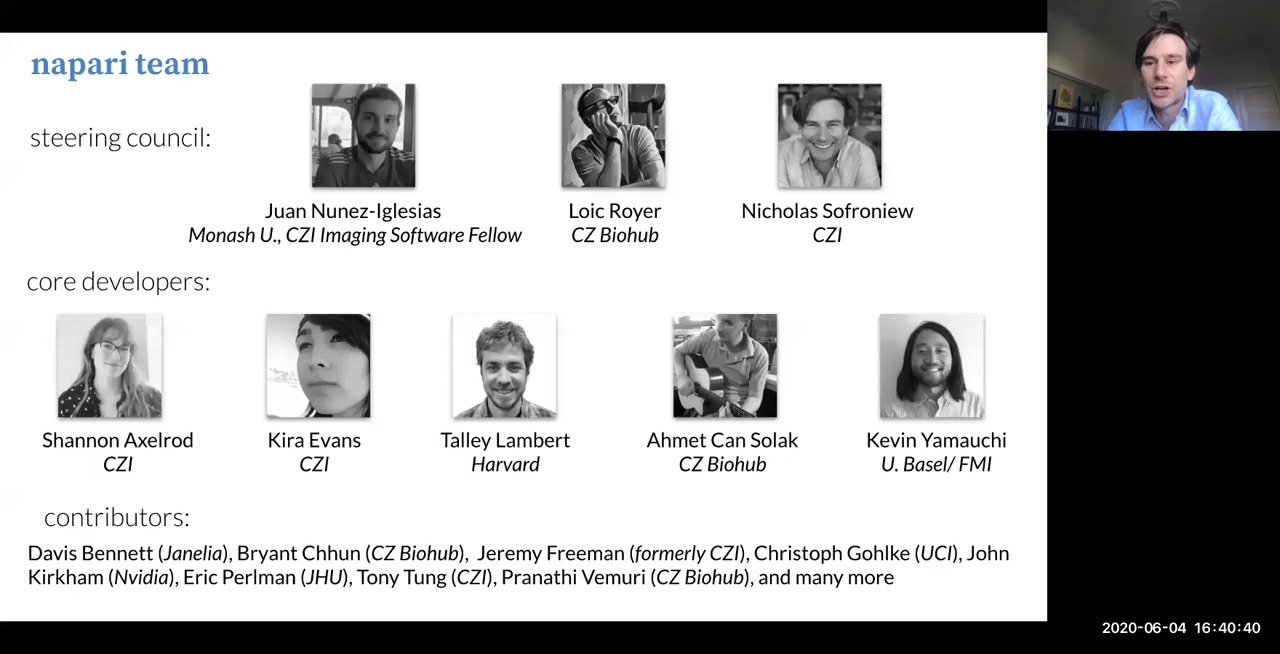 napari team
steering council:
Juan Nunez-Iglesias
Monash U., CZI Imaging Software Fellow
Loic Royer
CZ Biohub
Nicholas Sofroniew
CZI
core developers:
Shannon Axelrod
CZI
Kira Evans
CZI
Talley Lambert
Harvard
Ahmet Can Solak
CZ Biohub
Kevin Yamauchi
U. Basel/ FMI
contributors:
Davis Bennett (Janelia), Bryant Chhun (CZ Biohub), Jeremy Freeman (formerly CZI), Christoph Gohlke (UCI), John
Kirkham (Nvidia), Eric Perlman (JHU), Tony Tung (CZI), Pranathi Vemuri (CZ Biohub), and many more
2020-06-04 16:40:40